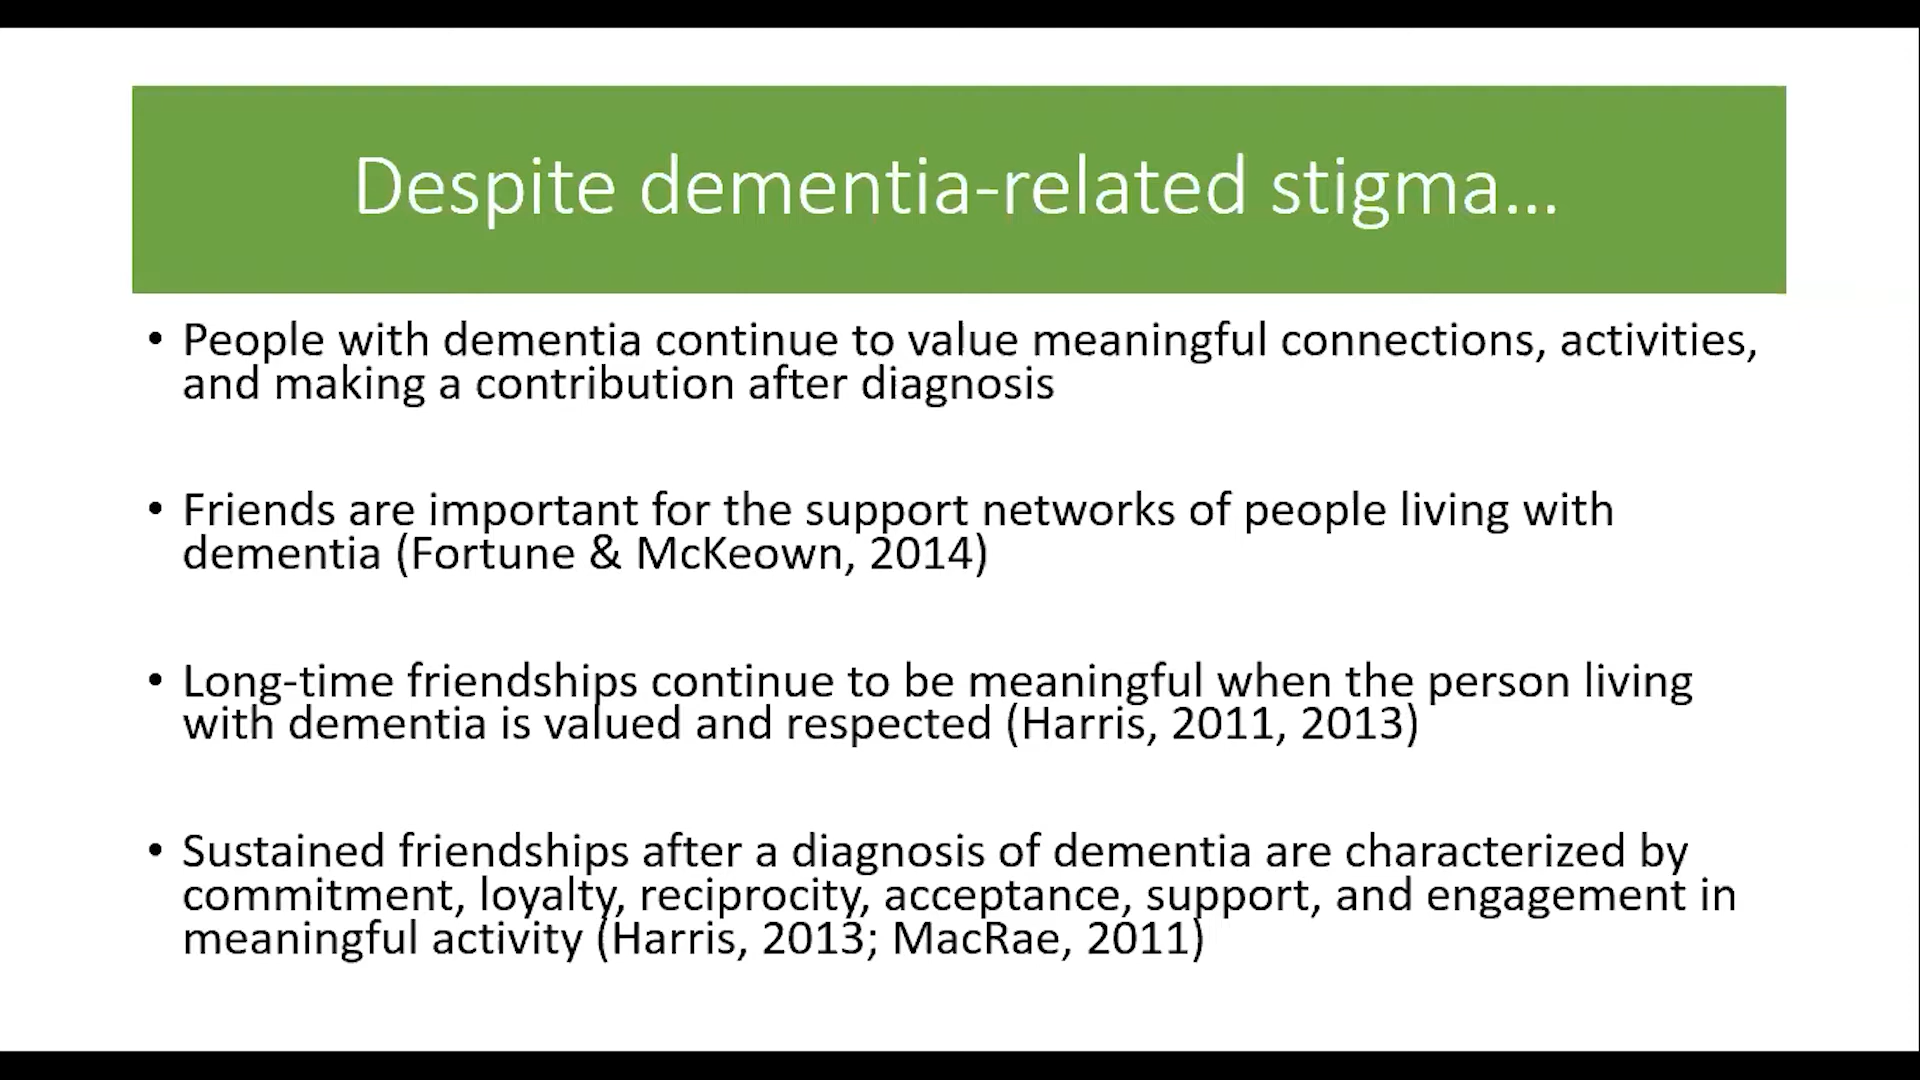 Despite dementia-related stigma...
• People with dementia continue to value meaningful connections, activities,
and making a contribution after diagnosis
• Friends are important for the support networks of people living with
dementia (Fortune & McKeown, 2014)
• Long-time friendships continue to be meaningful when the person living
with dementia is valued and respected (Harris, 2011, 2013)
• Sustained friendships after a diagnosis of dementia are characterized by
commitment, loyalty, reciprocity, acceptance, support, and engagement in
meaningful activity (Harris, 2013; MacRae, 2011)